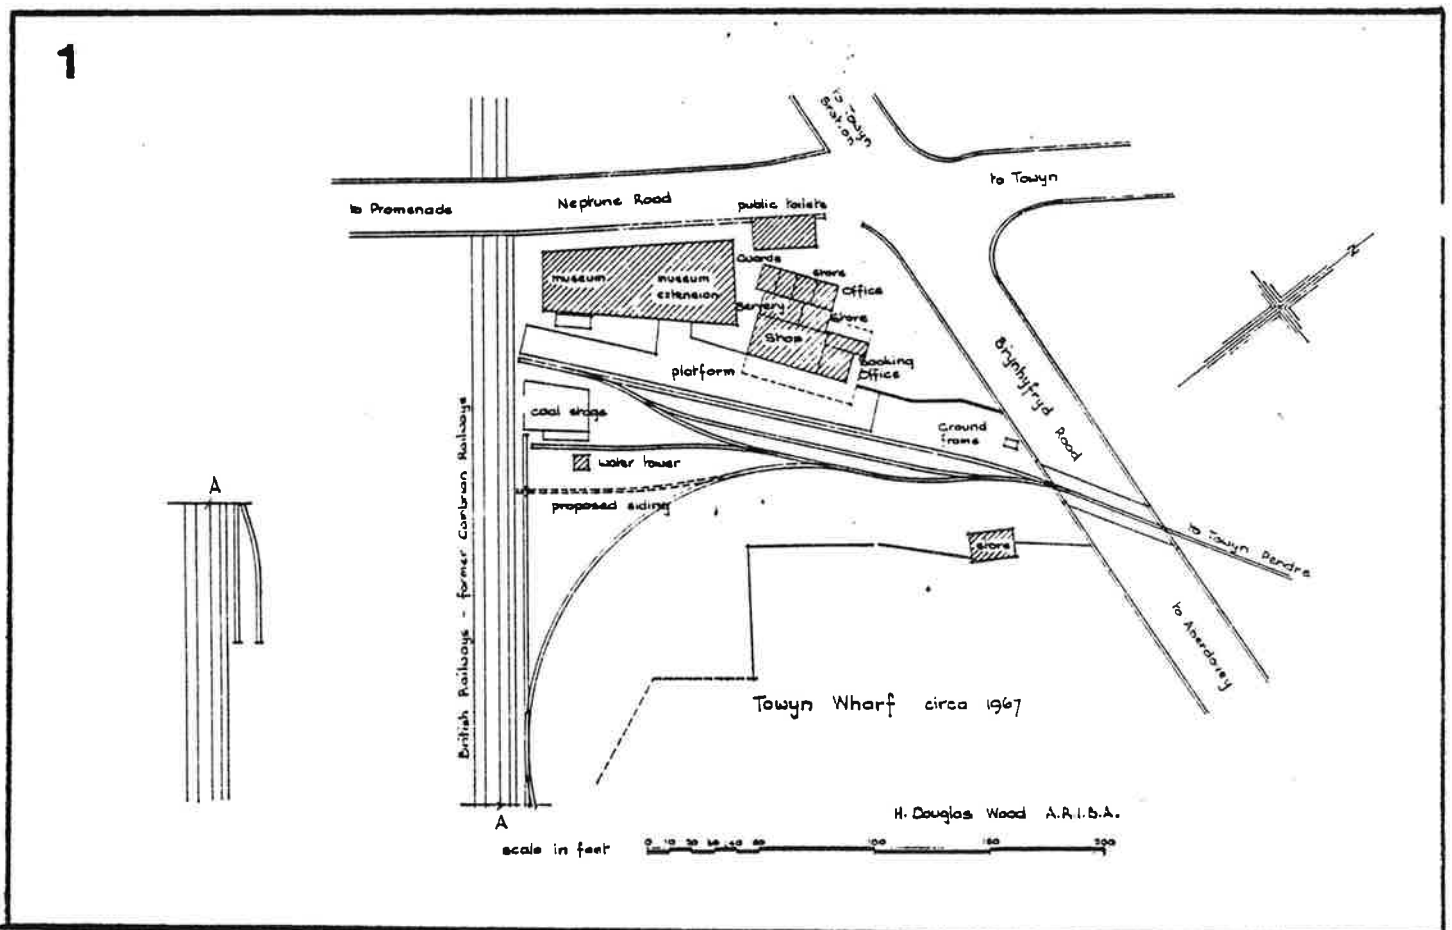 1
to Towyn
Station
to Towyn
to Promenade
Neptune Road
public toilets
museum
museum
extension
Guards
store
Office
Servery
store
Shop
Booking
Office
platform
Brynhyfryd Road
N
coal stage
Ground
frame
water tower
proposed siding
British Railways - former Cambrian Railways
A
store
to Towyn Pendre
to Aberdovey
Towyn Wharf circa 1967
A
H. Douglas Wood A.R.I.B.A.
scale in feet
0 10 20 30 40 50 100 150 200